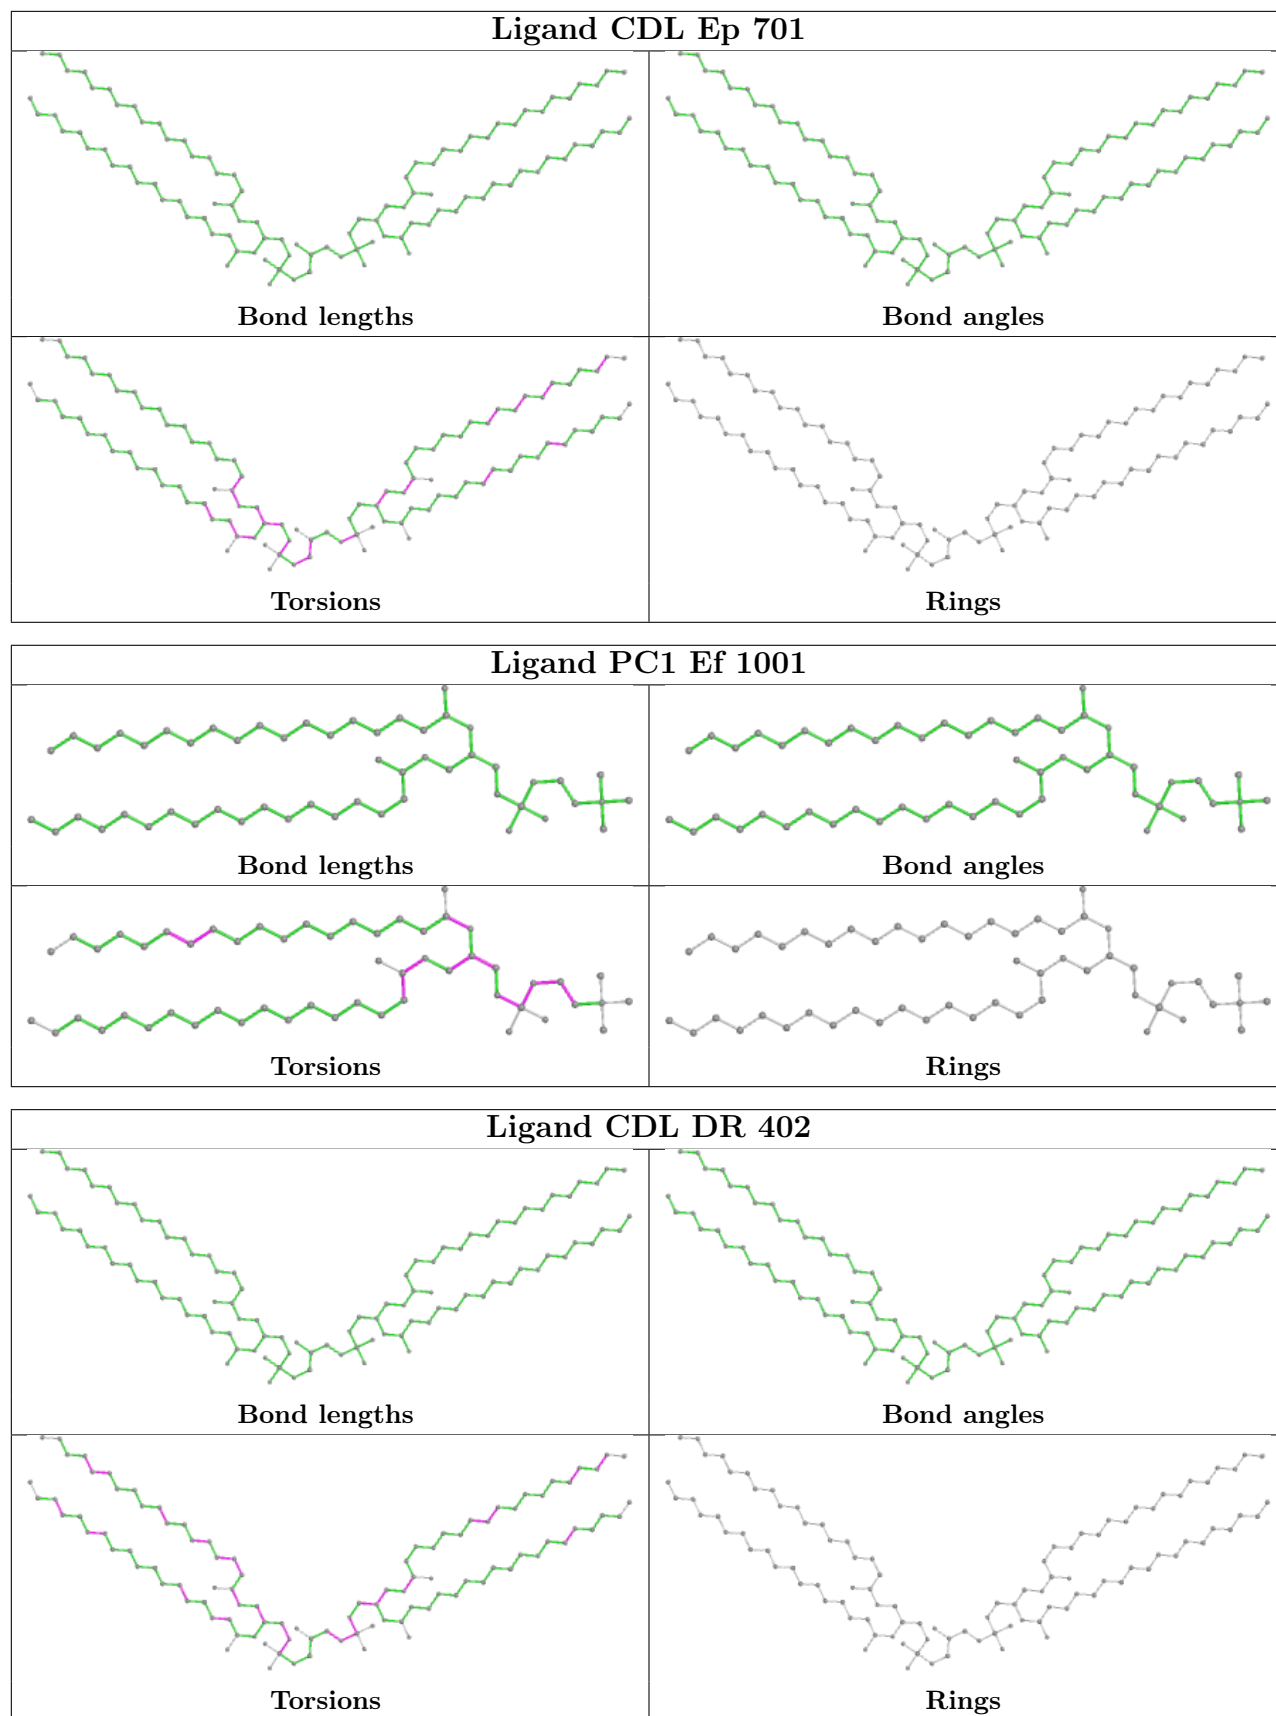 Ligand CDL Ep 701
Bond lengths
Bond angles
Torsions
Rings
Ligand PC1 Ef 1001
Bond lengths
Bond angles
Torsions
Rings
Ligand CDL DR 402
Bond lengths
Bond angles
Torsions
Rings